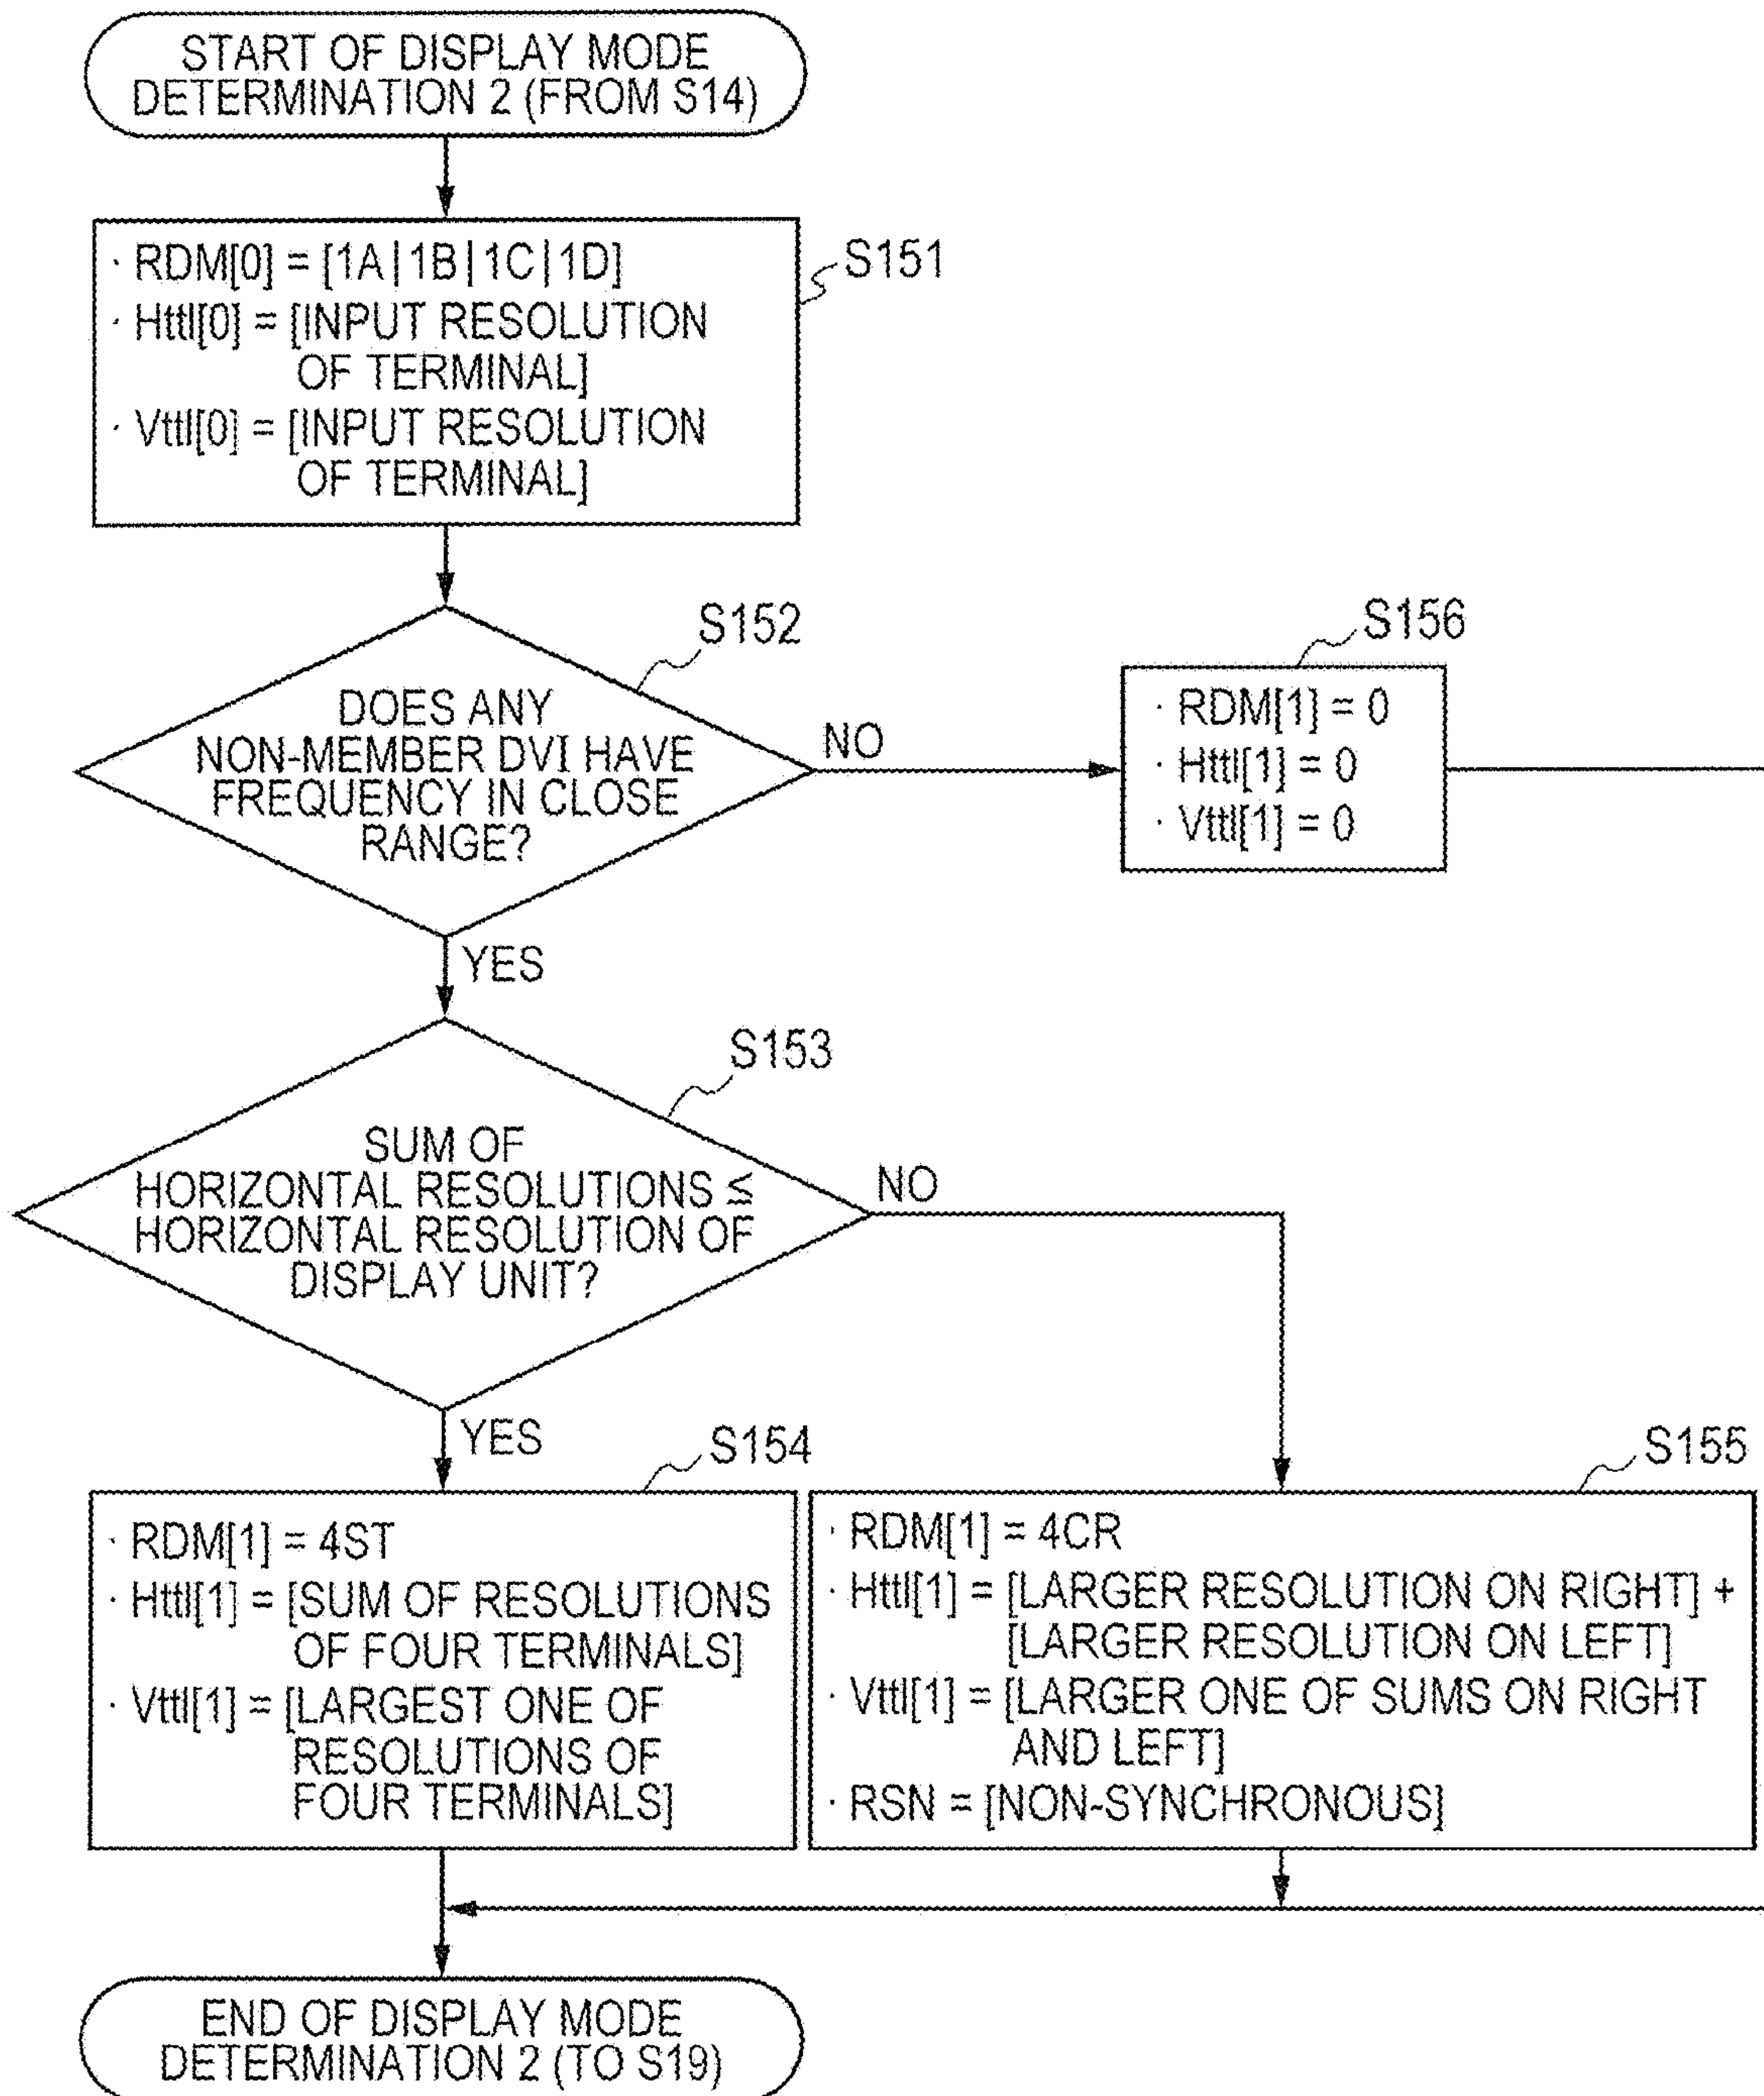 START OF DISPLAY MODE
DETERMINATION 2 (FROM S14)
S151
· RDM[0] = [1A|1B|1C|1D]
· Httl[0] = [INPUT RESOLUTION
OF TERMINAL]
· Vttl[0] = [INPUT RESOLUTION
OF TERMINAL]
S152
DOES ANY
NON-MEMBER DVI HAVE
FREQUENCY IN CLOSE
RANGE?
NO
S156
· RDM[1] = 0
· Httl[1] = 0
· Vttl[1] = 0
YES
S153
SUM OF
HORIZONTAL RESOLUTIONS ≦
HORIZONTAL RESOLUTION OF
DISPLAY UNIT?
NO
YES
S154
· RDM[1] = 4ST
· Httl[1] = [SUM OF RESOLUTIONS
OF FOUR TERMINALS]
· Vttl[1] = [LARGEST ONE OF
RESOLUTIONS OF
FOUR TERMINALS]
S155
· RDM[1] = 4CR
· Httl[1] = [LARGER RESOLUTION ON RIGHT] +
[LARGER RESOLUTION ON LEFT]
· Vttl[1] = [LARGER ONE OF SUMS ON RIGHT
AND LEFT]
· RSN = [NON-SYNCHRONOUS]
END OF DISPLAY MODE
DETERMINATION 2 (TO S19)